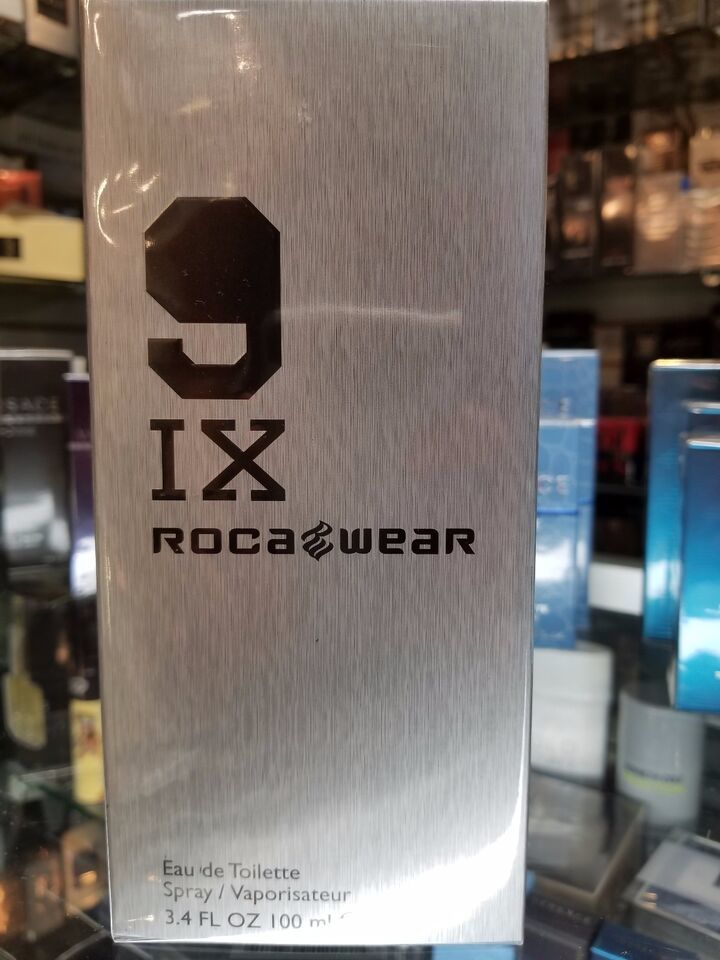 9
IX
ROCAWEAR
Eau de Toilette
Spray / Vaporisateur
3.4 FL OZ 100 ml